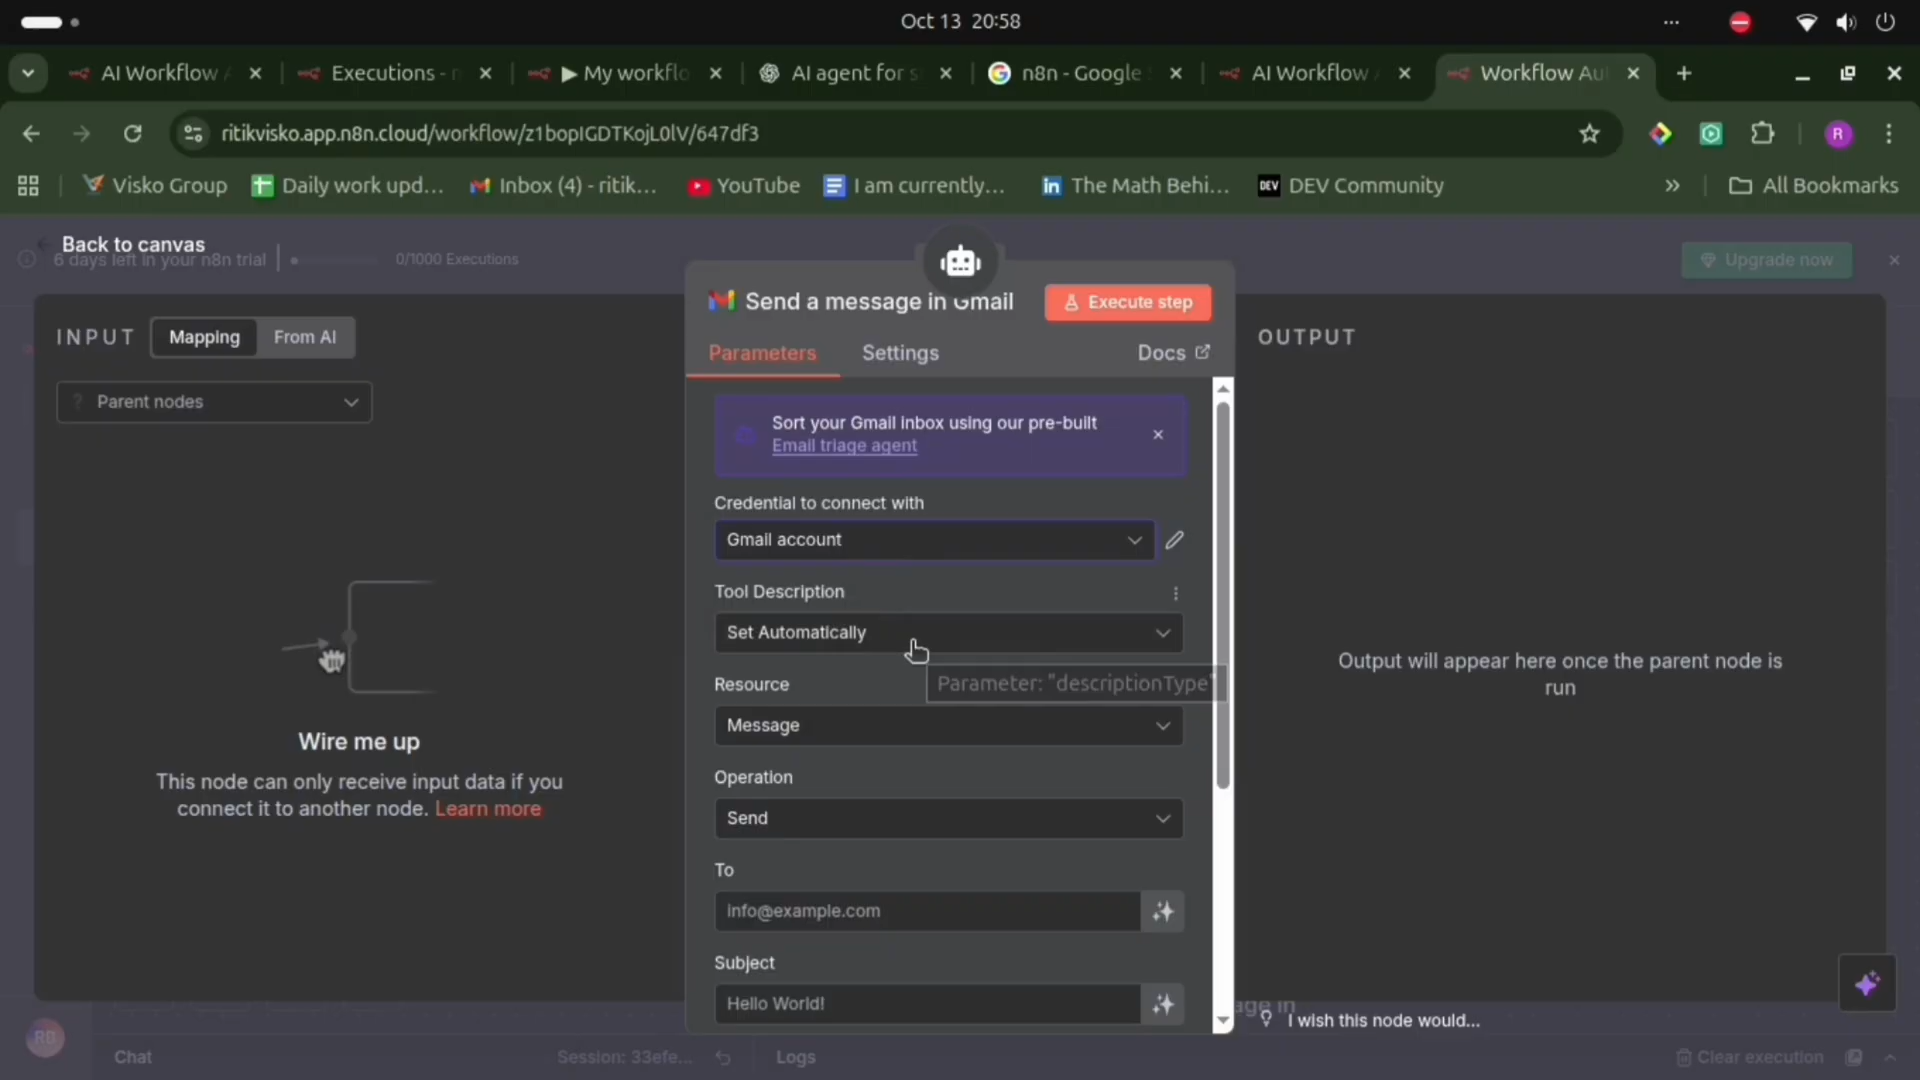 Oct 13 20:58
AI Workflow
Executions - n
▶ My workflo
AI agent for s
n8n - Google
AI Workflow
Workflow Au
ritikvisko.app.n8n.cloud/workflow/z1bopIGDTKojL0lV/647df3
R
Visko Group
Daily work upd...
Inbox (4) - ritik...
YouTube
I am currently...
The Math Behi...
DEV
DEV Community
»
All Bookmarks
Back to canvas
6 days left in your n8n trial
0/1000 Executions
Upgrade now
INPUT
Mapping
From AI
Send a message in Gmail
Execute step
OUTPUT
Parameters
Settings
Docs
? Parent nodes
Sort your Gmail inbox using our pre-built
Email triage agent
Credential to connect with
Gmail account
Tool Description
Set Automatically
Parameter: "descriptionType"
Resource
Message
Operation
Send
To
info@example.com
Subject
Hello World!
Wire me up
This node can only receive input data if you
connect it to another node. Learn more
Output will appear here once the parent node is
run
age in
I wish this node would...
RB
Chat
Session: 33efe...
Logs
Clear execution